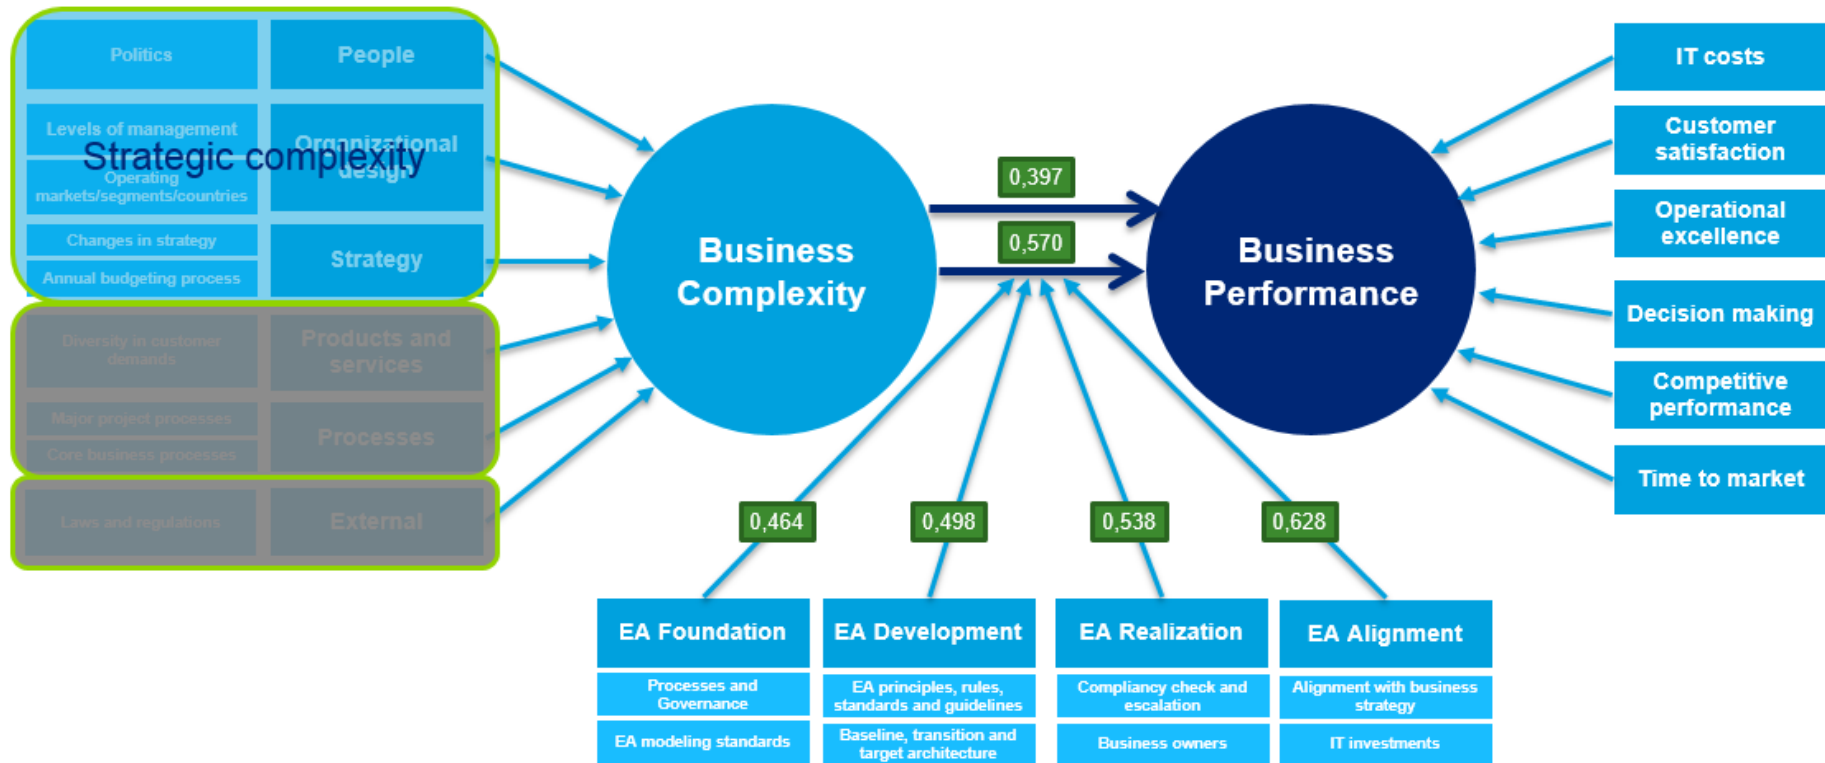 Politics
People
Levels of management
Organizational
design
Strategic complexity
Operating
markets/segments/countries
Changes in strategy
Strategy
Annual budgeting process
Diversity in customer
demands
Products and
services
Major project processes
Processes
Core business processes
Laws and regulations
External
Business
Complexity
0,397
0,570
Business
Performance
IT costs
Customer
satisfaction
Operational
excellence
Decision making
Competitive
performance
Time to market
0,464
0,498
0,538
0,628
EA Foundation
Processes and
Governance
EA modeling standards
EA Development
EA principles, rules,
standards and guidelines
Baseline, transition and
target architecture
EA Realization
Compliancy check and
escalation
Business owners
EA Alignment
Alignment with business
strategy
IT investments